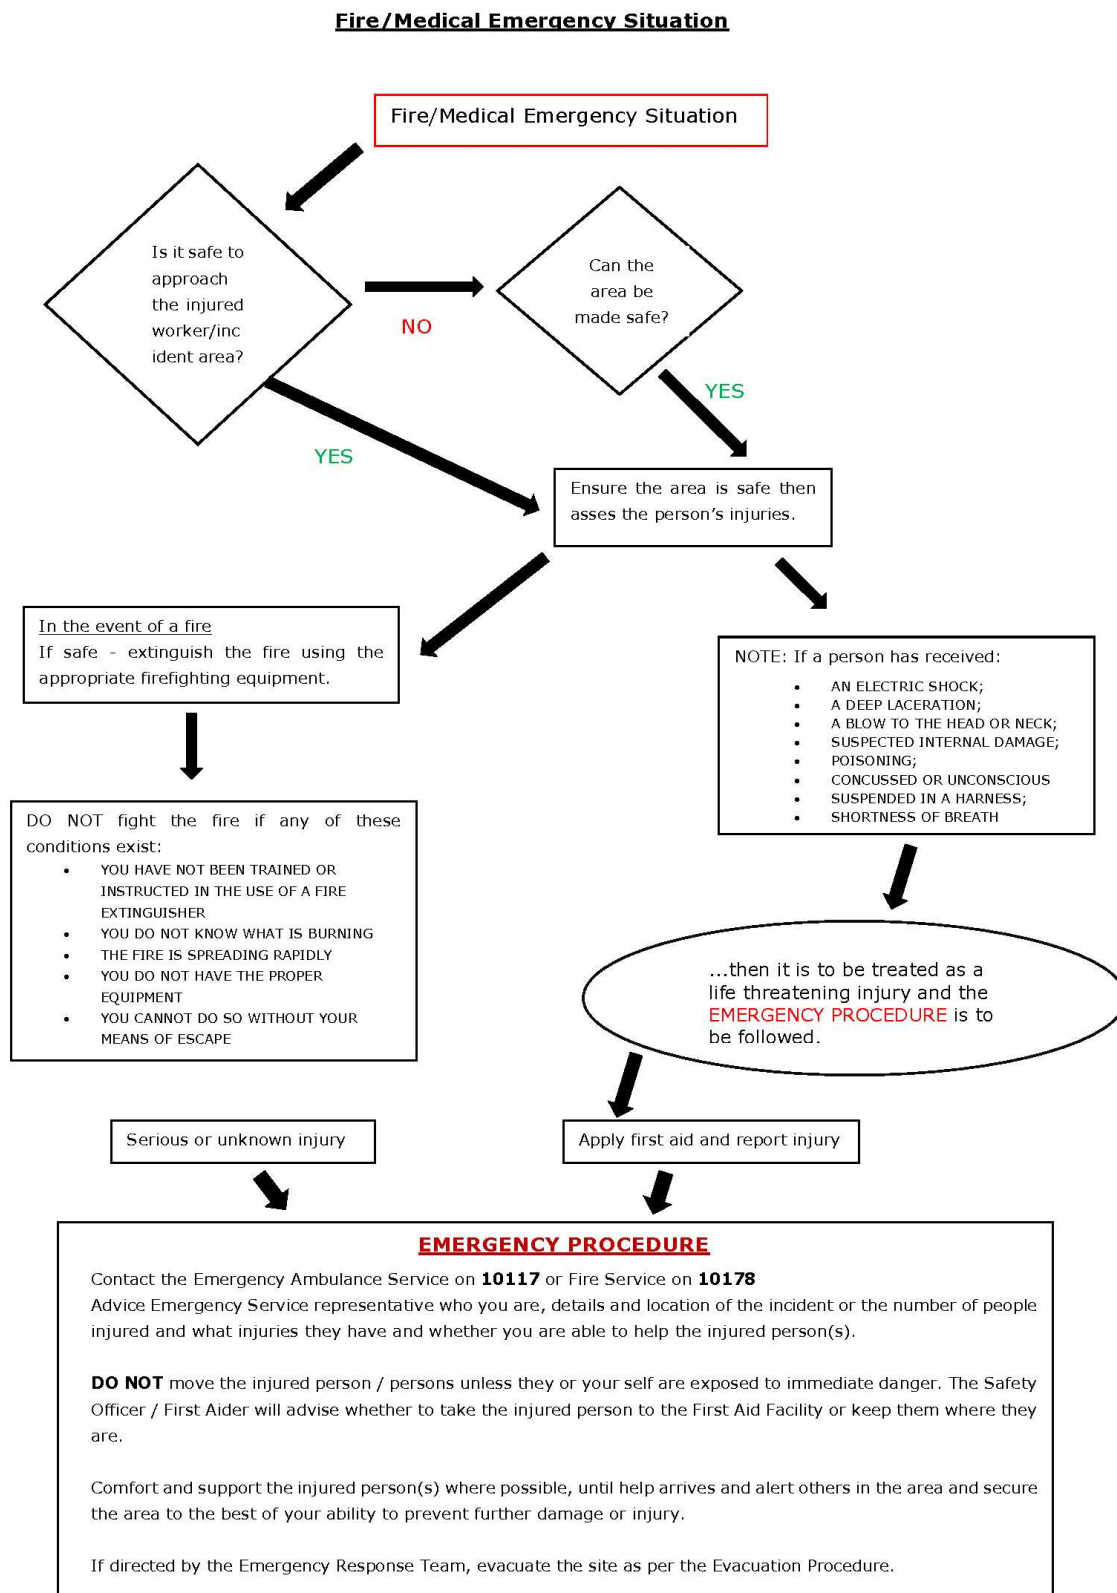 Fire/Medical Emergency Situation
Fire/Medical Emergency Situation
Is it safe to
approach
the injured
worker/inc
ident area?
NO
Can the
area be
made safe?
YES
YES
Ensure the area is safe then
asses the person's injuries.
In the event of a fire
If safe - extinguish the fire using the
appropriate firefighting equipment.
NOTE: If a person has received:
• AN ELECTRIC SHOCK;
• A DEEP LACERATION;
• A BLOW TO THE HEAD OR NECK;
• SUSPECTED INTERNAL DAMAGE;
• POISONING;
• CONCUSSED OR UNCONSCIOUS
• SUSPENDED IN A HARNESS;
• SHORTNESS OF BREATH
DO NOT fight the fire if any of these
conditions exist:
• YOU HAVE NOT BEEN TRAINED OR
INSTRUCTED IN THE USE OF A FIRE
EXTINGUISHER
• YOU DO NOT KNOW WHAT IS BURNING
• THE FIRE IS SPREADING RAPIDLY
• YOU DO NOT HAVE THE PROPER
EQUIPMENT
• YOU CANNOT DO SO WITHOUT YOUR
MEANS OF ESCAPE
...then it is to be treated as a
life threatening injury and the
EMERGENCY PROCEDURE is to
be followed.
Serious or unknown injury
Apply first aid and report injury
EMERGENCY PROCEDURE
Contact the Emergency Ambulance Service on 10117 or Fire Service on 10178
Advice Emergency Service representative who you are, details and location of the incident or the number of people
injured and what injuries they have and whether you are able to help the injured person(s).
DO NOT move the injured person / persons unless they or your self are exposed to immediate danger. The Safety
Officer / First Aider will advise whether to take the injured person to the First Aid Facility or keep them where they
are.
Comfort and support the injured person(s) where possible, until help arrives and alert others in the area and secure
the area to the best of your ability to prevent further damage or injury.
If directed by the Emergency Response Team, evacuate the site as per the Evacuation Procedure.